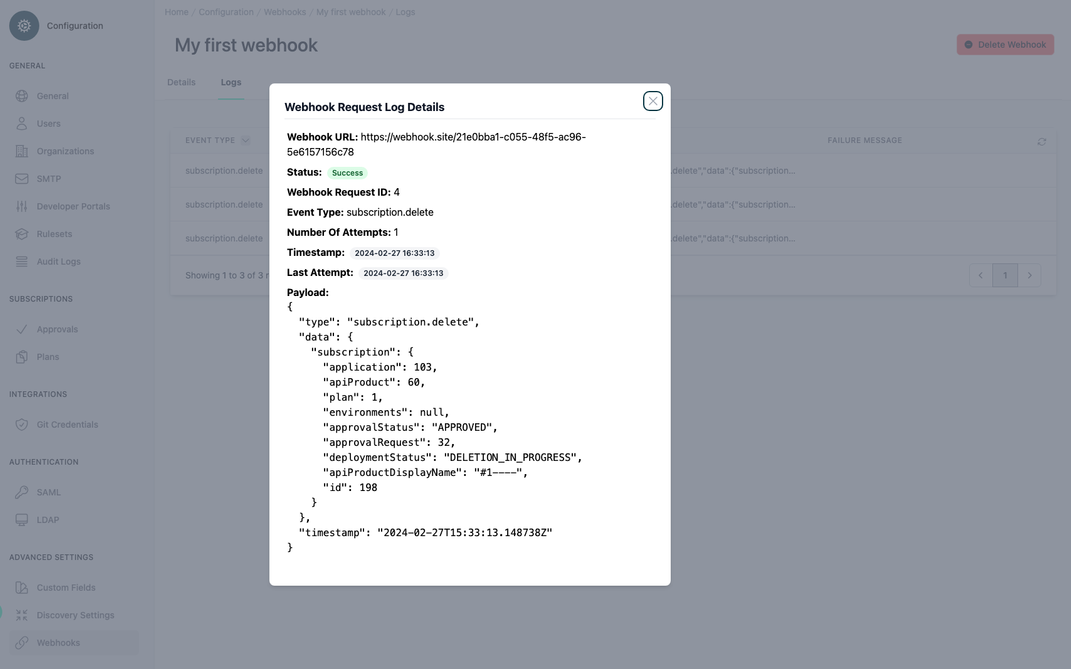 Configuration
GENERAL
General
Users
Organizations
SMTP
Developer Portals
Rulesets
Audit Logs
SUBSCRIPTIONS
Approvals
Plans
INTEGRATIONS
Git Credentials
AUTHENTICATION
SAML
LDAP
ADVANCED SETTINGS
Custom Fields
Discovery Settings
Webhooks
Home / Configuration / Webhooks / My first webhook / Logs
My first webhook
Delete Webhook
Details Logs
EVENT TYPE FAILURE MESSAGE
subscription.delete .delete","data":{"subscription...
subscription.delete .delete","data":{"subscription...
subscription.delete .delete","data":{"subscription...
Showing 1 to 3 of 3
1
Webhook Request Log Details
Webhook URL: https://webhook.site/21e0bba1-c055-48f5-ac96-
5e6157156c78
Status: Success
Webhook Request ID: 4
Event Type: subscription.delete
Number Of Attempts: 1
Timestamp: 2024-02-27 16:33:13
Last Attempt: 2024-02-27 16:33:13
Payload:
{
"type": "subscription.delete",
"data": {
"subscription": {
"application": 103,
"apiProduct": 60,
"plan": 1,
"environments": null,
"approvalStatus": "APPROVED",
"approvalRequest": 32,
"deploymentStatus": "DELETION_IN_PROGRESS",
"apiProductDisplayName": "#1----",
"id": 198
}
},
"timestamp": "2024-02-27T15:33:13.148738Z"
}